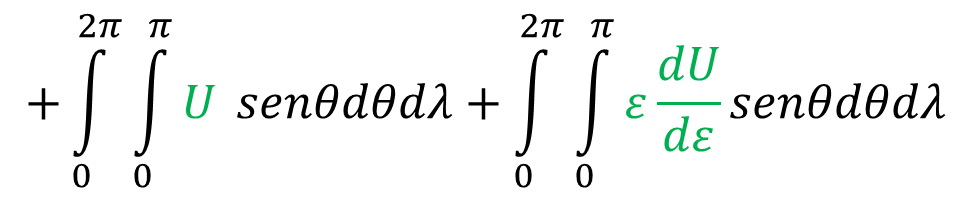 + ∫₀^{2π} ∫₀^{π} U senθdθdλ + ∫₀^{2π} ∫₀^{π} ε dU/dε senθdθdλ